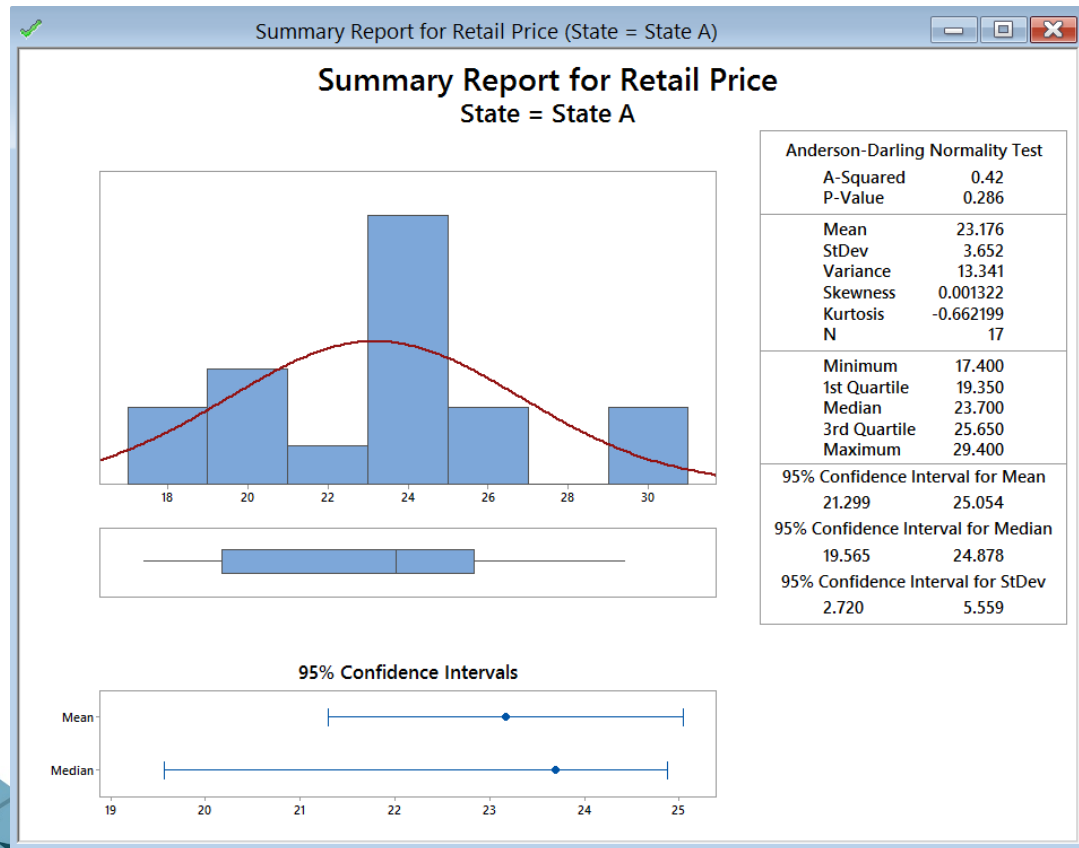 Summary Report for Retail Price (State = State A)
Summary Report for Retail Price
State = State A
18 20 22 24 26 28 30
95% Confidence Intervals
Mean
Median
19 20 21 22 23 24 25
Anderson-Darling Normality Test
A-Squared 0.42
P-Value 0.286
Mean 23.176
StDev 3.652
Variance 13.341
Skewness 0.001322
Kurtosis -0.662199
N 17
Minimum 17.400
1st Quartile 19.350
Median 23.700
3rd Quartile 25.650
Maximum 29.400
95% Confidence Interval for Mean
21.299 25.054
95% Confidence Interval for Median
19.565 24.878
95% Confidence Interval for StDev
2.720 5.559